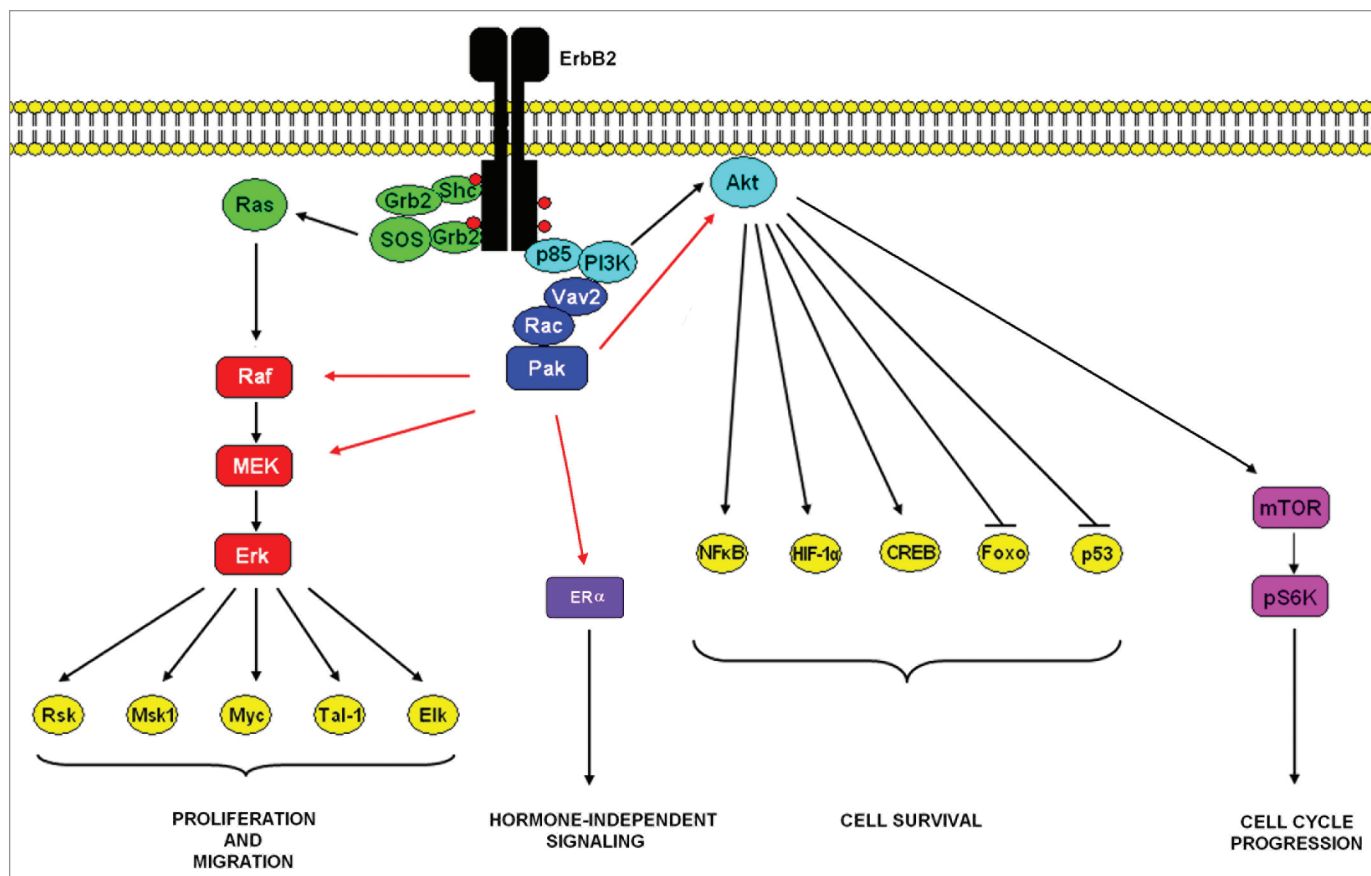 ErbB2
Akt
Ras
Grb2
Shc
SOS
Grb2
p85
PI3K
Vav2
Rac
Pak
Raf
MEK
Erk
NFκB
HIF-1α
CREB
Foxo
p53
mTOR
pS6K
ERα
Rsk
Msk1
Myc
Tal-1
Elk
PROLIFERATION
AND
MIGRATION
HORMONE-INDEPENDENT
SIGNALING
CELL SURVIVAL
CELL CYCLE
PROGRESSION